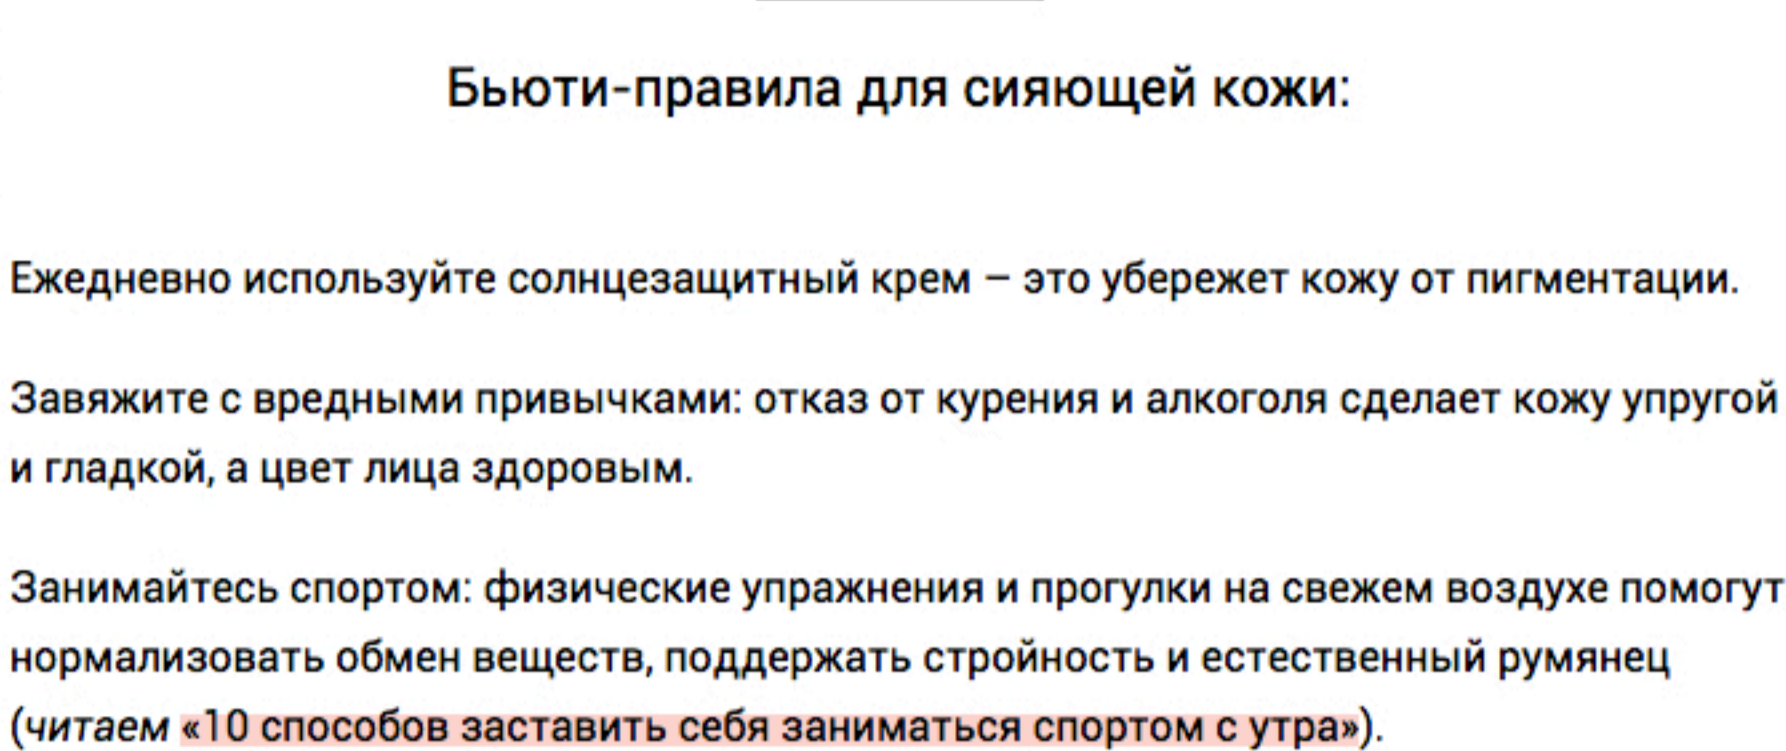 Бьюти-правила для сияющей кожи:
Ежедневно используйте солнцезащитный крем – это убережет кожу от пигментации.
Завяжите с вредными привычками: отказ от курения и алкоголя сделает кожу упругой
и гладкой, а цвет лица здоровым.
Занимайтесь спортом: физические упражнения и прогулки на свежем воздухе помогут
нормализовать обмен веществ, поддержать стройность и естественный румянец
(читаем «10 способов заставить себя заниматься спортом с утра»).